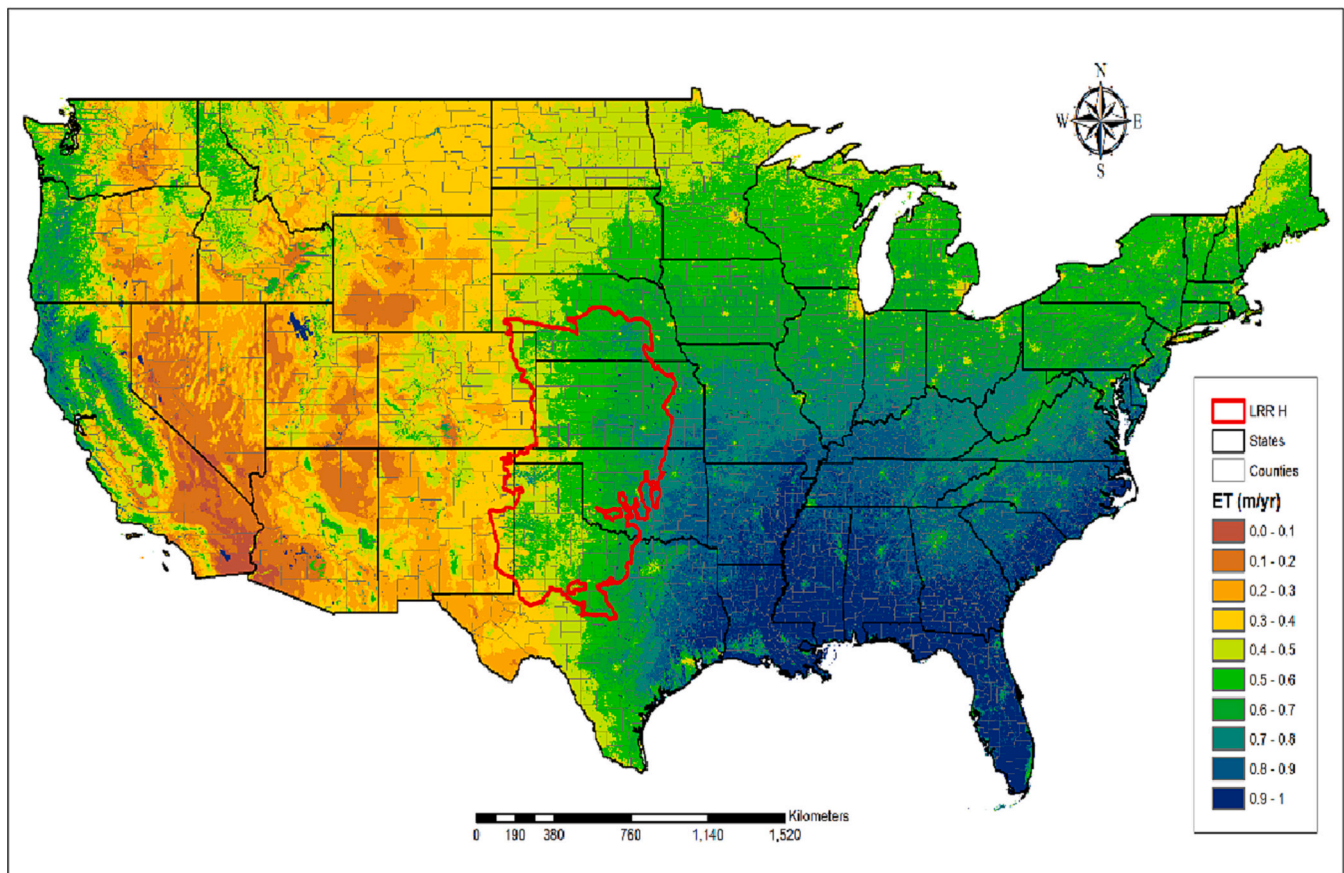 N
W E
S
LRR H
States
Counties
ET (m/yr)
0.0 - 0.1
0.1 - 0.2
0.2 - 0.3
0.3 - 0.4
0.4 - 0.5
0.5 - 0.6
0.6 - 0.7
0.7 - 0.8
0.8 - 0.9
0.9 - 1
Kilometers
0 190 380 760 1,140 1,520